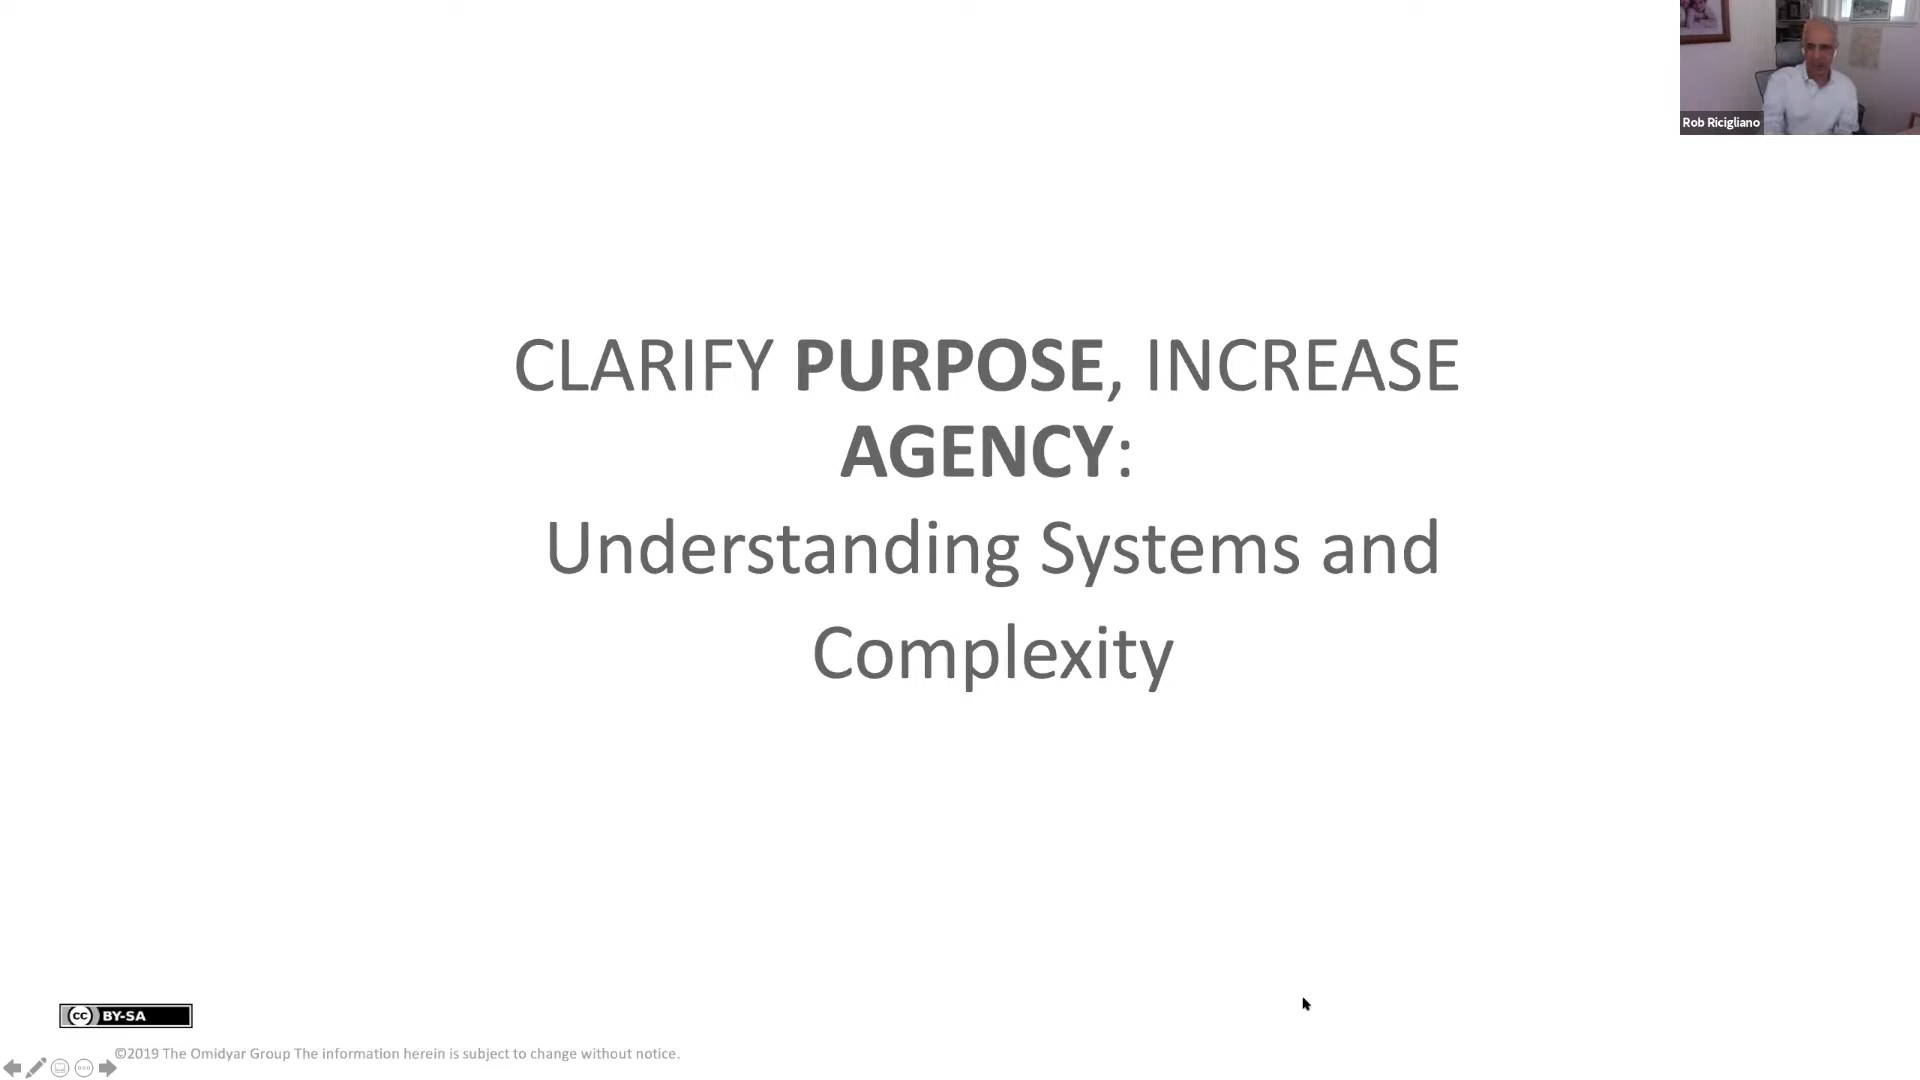 Rob Ricigliano
CLARIFY PURPOSE, INCREASE
AGENCY:
Understanding Systems and
Complexity
cc BY-SA
©2019 The Omidyar Group The information herein is subject to change without notice.